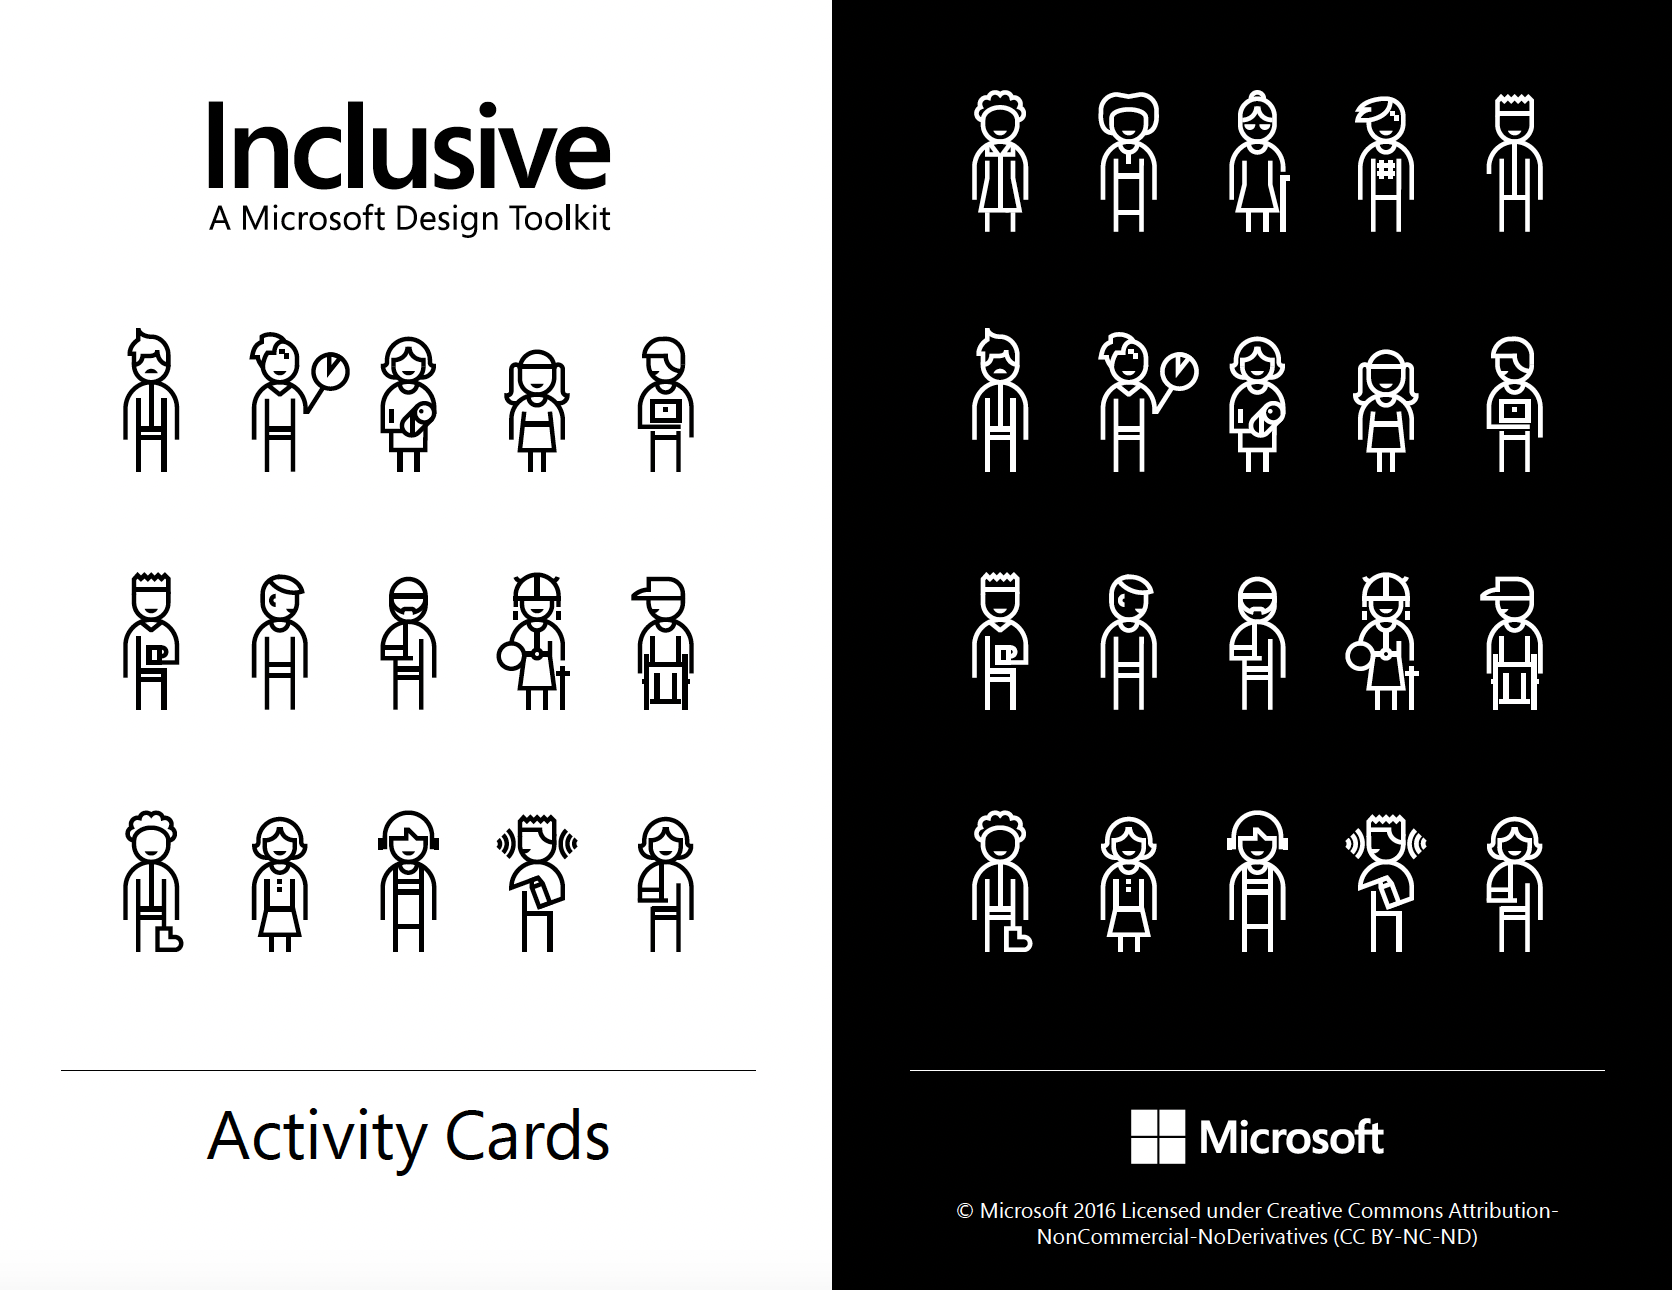 Inclusive
A Microsoft Design Toolkit
Activity Cards
#
Microsoft
© Microsoft 2016 Licensed under Creative Commons Attribution-
NonCommercial-NoDerivatives (CC BY-NC-ND)